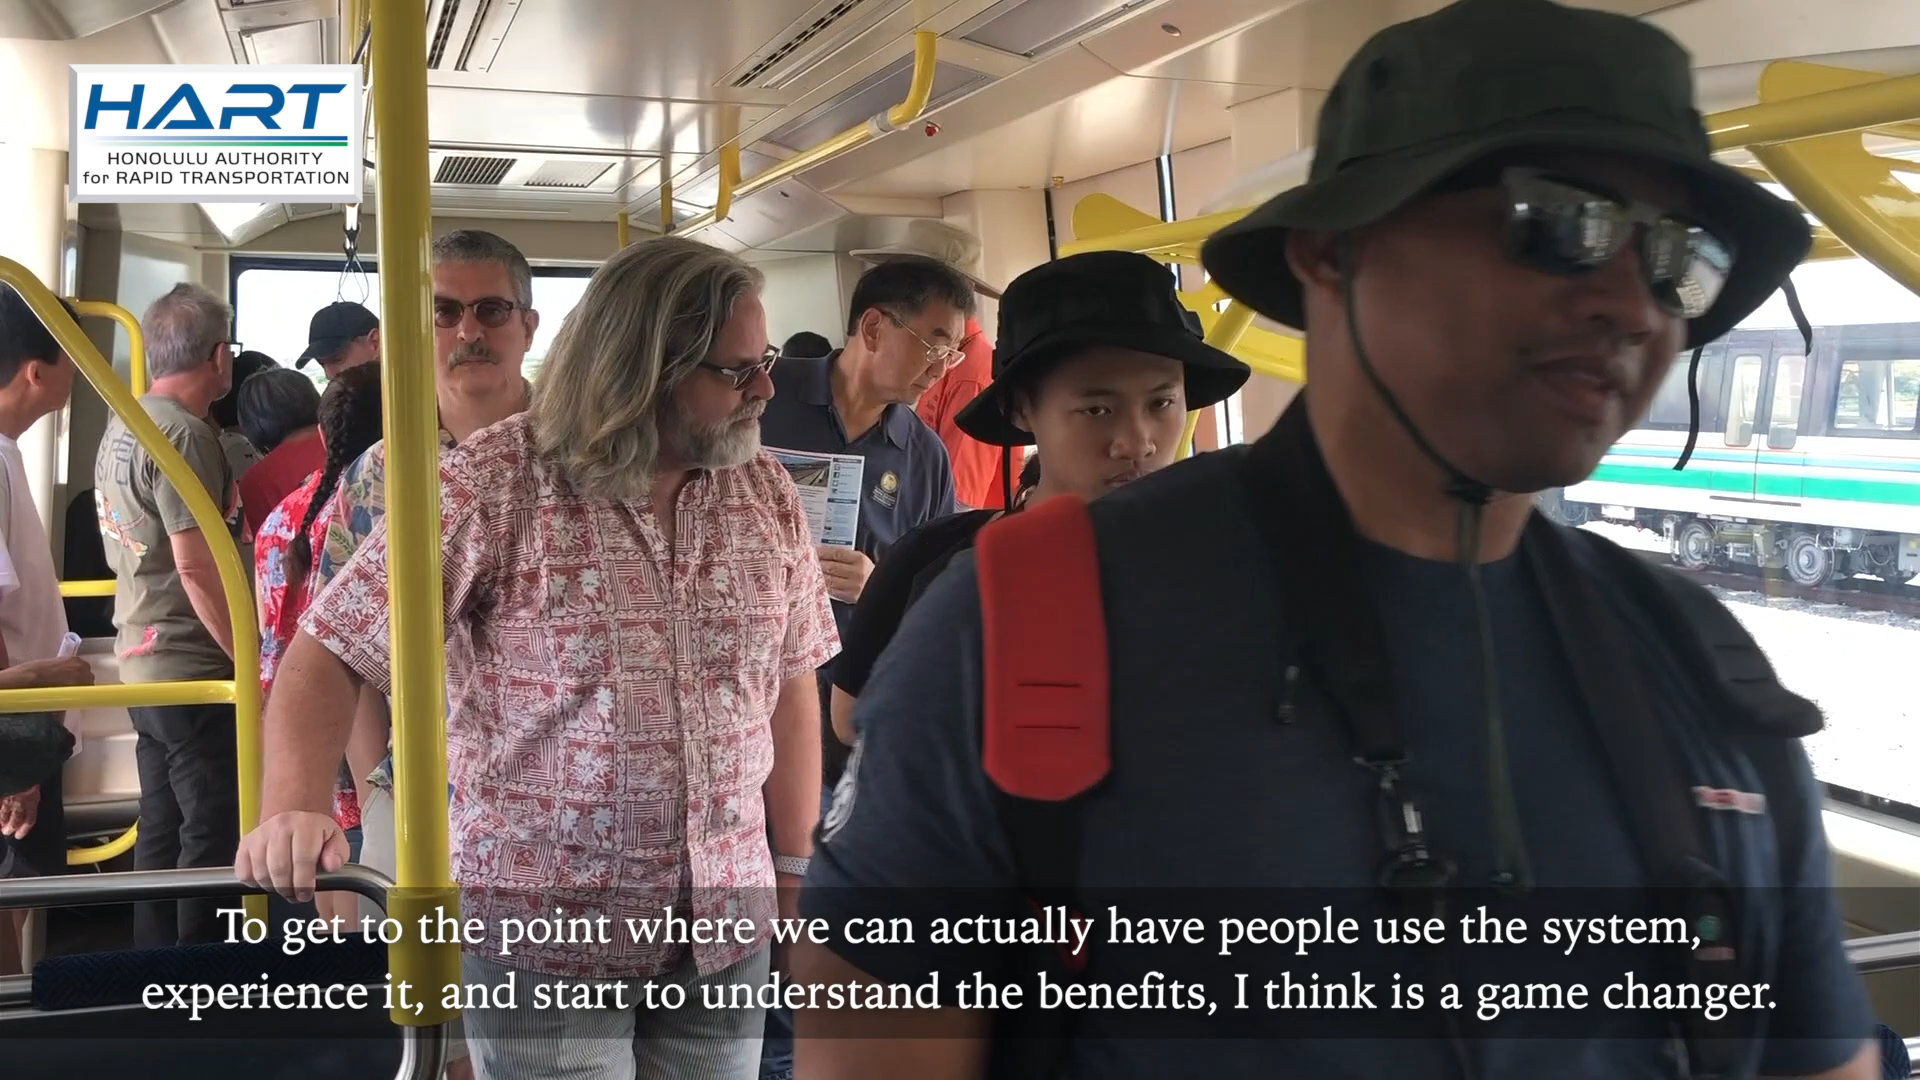 HART
HONOLULU AUTHORITY
for RAPID TRANSPORTATION
To get to the point where we can actually have people use the system,
experience it, and start to understand the benefits, I think is a game changer.